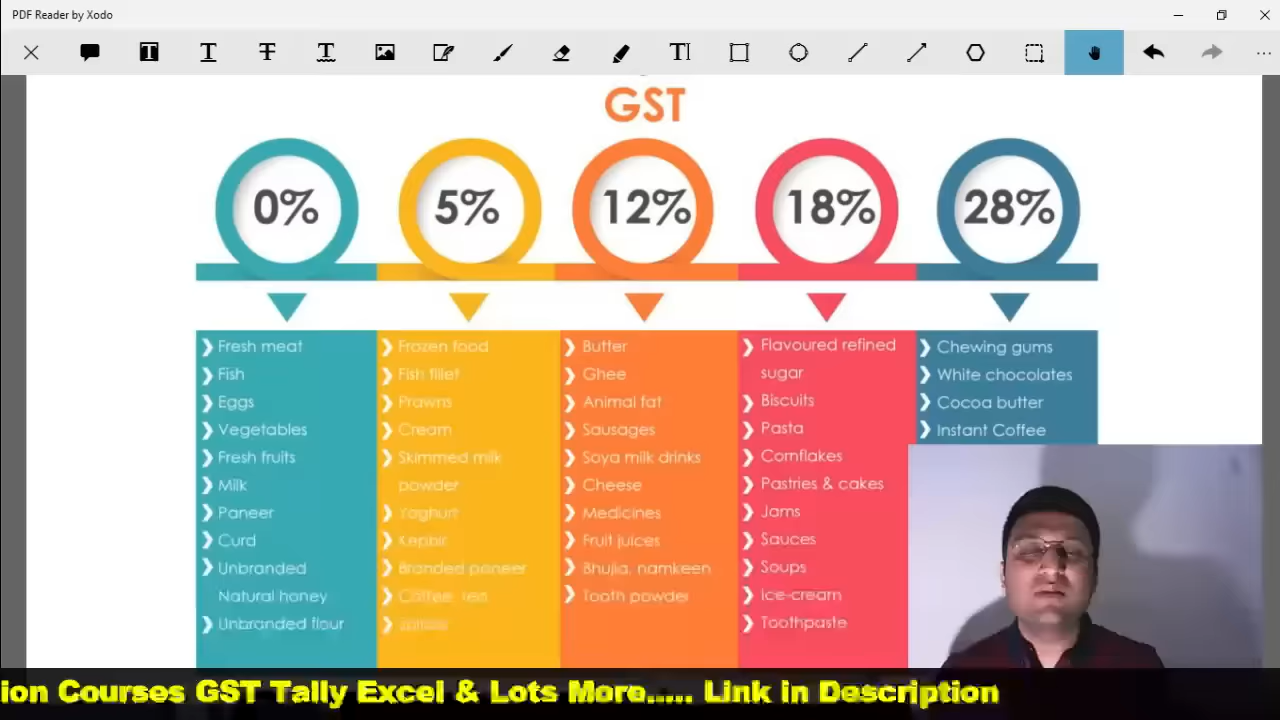 PDF Reader by Xodo
GST
0%
5%
12%
18%
28%
Fresh meat
Fish
Eggs
Vegetables
Fresh fruits
Milk
Paneer
Curd
Unbranded
Natural honey
Unbranded flour
Frozen food
Fish fillet
Prawns
Cream
Skimmed milk
powder
Yoghurt
Branded paneer
Coffee, tea
Butter
Ghee
Animal fat
Sausages
Soya milk drinks
Cheese
Medicines
Fruit juices
Bhujia, namkeen
Tooth powder
Flavoured refined
sugar
Biscuits
Pasta
Cornflakes
Pastries & cakes
Jams
Sauces
Soups
Ice-cream
Toothpaste
Chewing gums
White chocolates
Cocoa butter
Instant Coffee
ion Courses GST Tally Excel & Lots More..... Link in Description